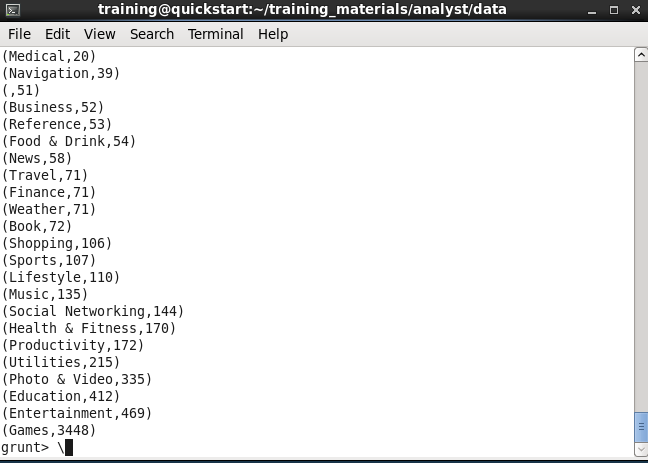 training@quickstart:~/training_materials/analyst/data
File Edit View Search Terminal Help
(Medical,20)
(Navigation,39)
(,51)
(Business,52)
(Reference,53)
(Food & Drink,54)
(News,58)
(Travel,71)
(Finance,71)
(Weather,71)
(Book,72)
(Shopping,106)
(Sports,107)
(Lifestyle,110)
(Music,135)
(Social Networking,144)
(Health & Fitness,170)
(Productivity,172)
(Utilities,215)
(Photo & Video,335)
(Education,412)
(Entertainment,469)
(Games,3448)
grunt> \